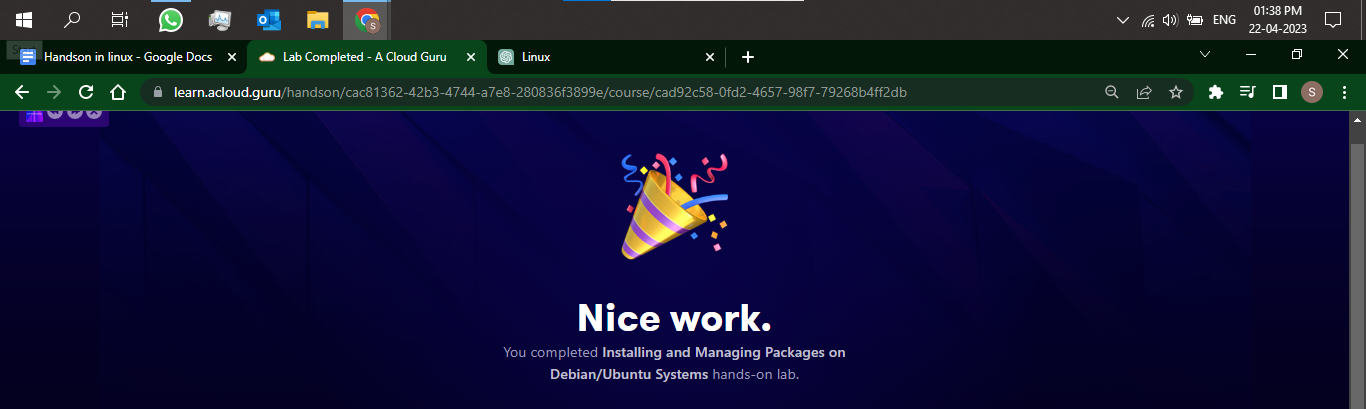 01:38 PM
ENG
22-04-2023
Handson in linux - Google Docs
Lab Completed - A Cloud Guru
Linux
learn.acloud.guru/handson/cac81362-42b3-4744-a7e8-280836f3899e/course/cad92c58-0fd2-4657-98f7-79268b4ff2db
S
Nice work.
You completed Installing and Managing Packages on
Debian/Ubuntu Systems hands-on lab.